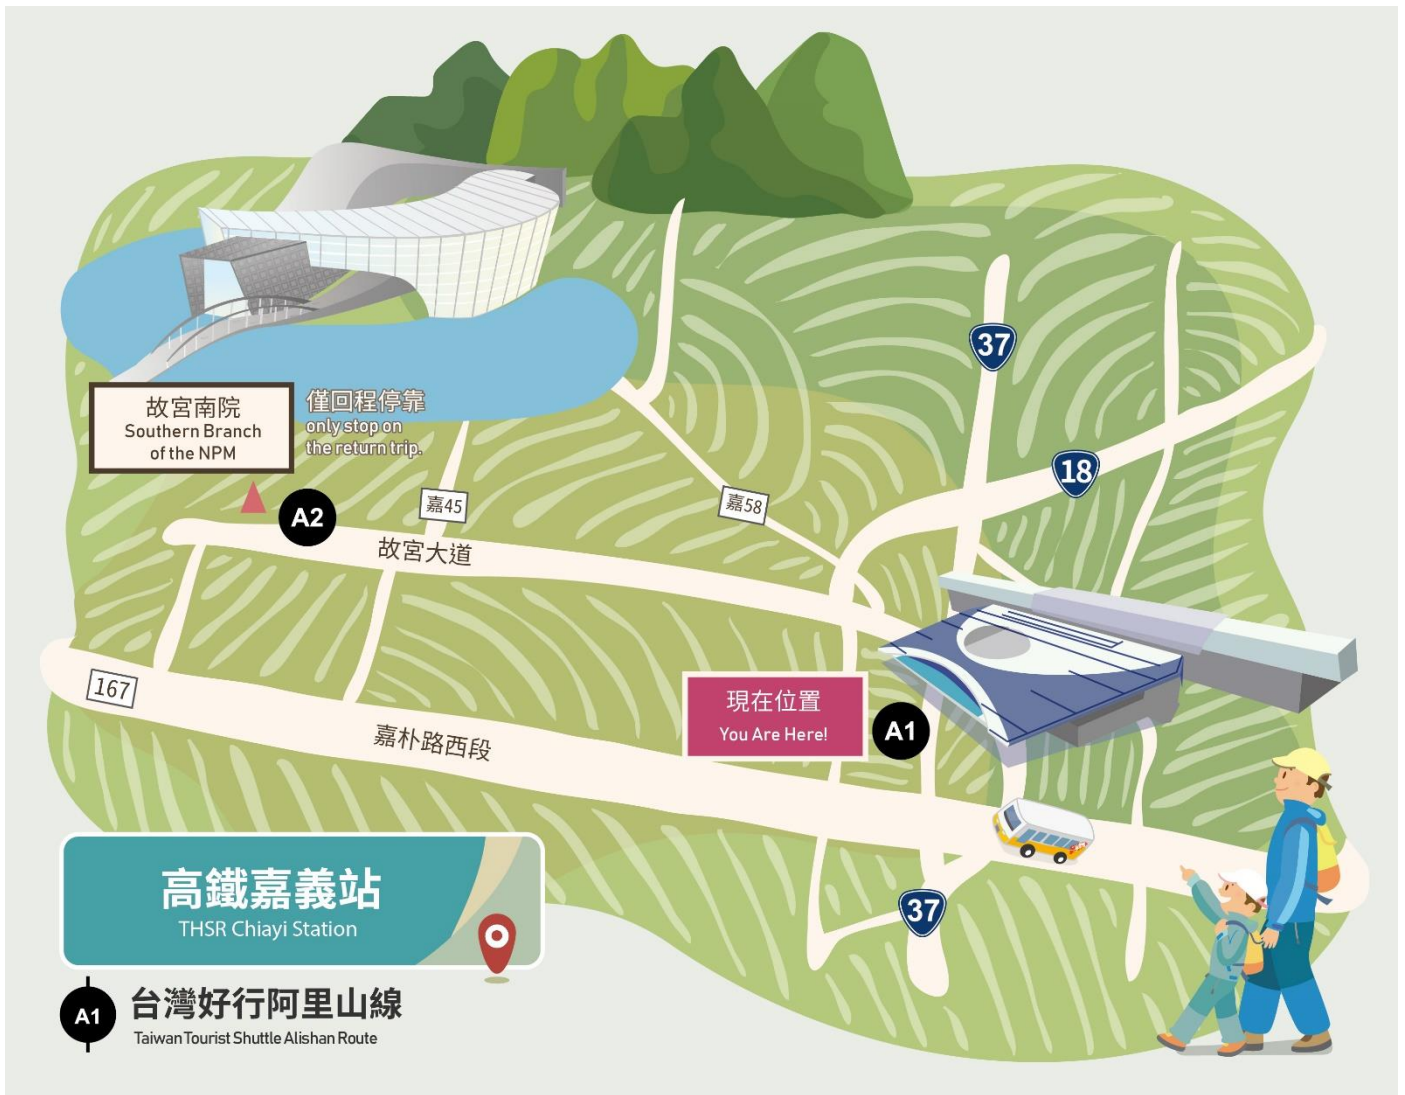 37
18
故宮南院
Southern Branch
of the NPM
僅回程停靠
only stop on
the return trip.
A2
嘉45
嘉58
故宮大道
167
嘉朴路西段
現在位置
You Are Here!
A1
37
高鐵嘉義站
THSR Chiayi Station
A1
台灣好行阿里山線
Taiwan Tourist Shuttle Alishan Route